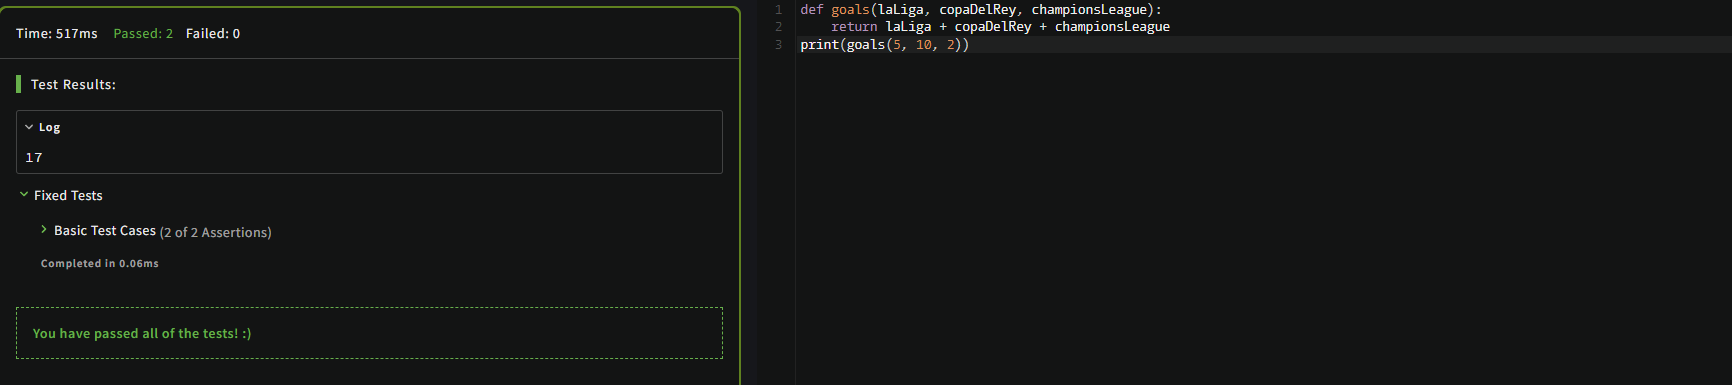 Time: 517ms Passed: 2 Failed: 0
Test Results:
Log
17
Fixed Tests
Basic Test Cases (2 of 2 Assertions)
Completed in 0.06ms
You have passed all of the tests! :)
1 def goals(laLiga, copaDelRey, championsLeague):
2     return laLiga + copaDelRey + championsLeague
3 print(goals(5, 10, 2))